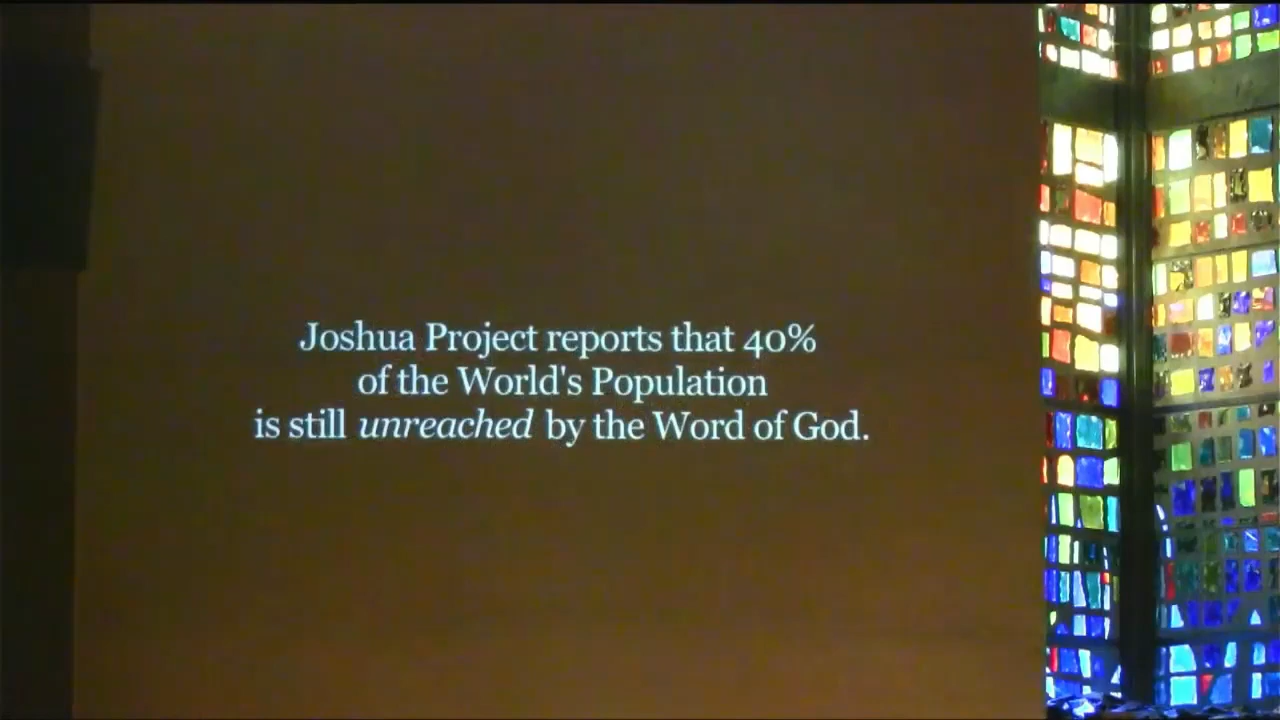 Joshua Project reports that 40%
of the World's Population
is still unreached by the Word of God.